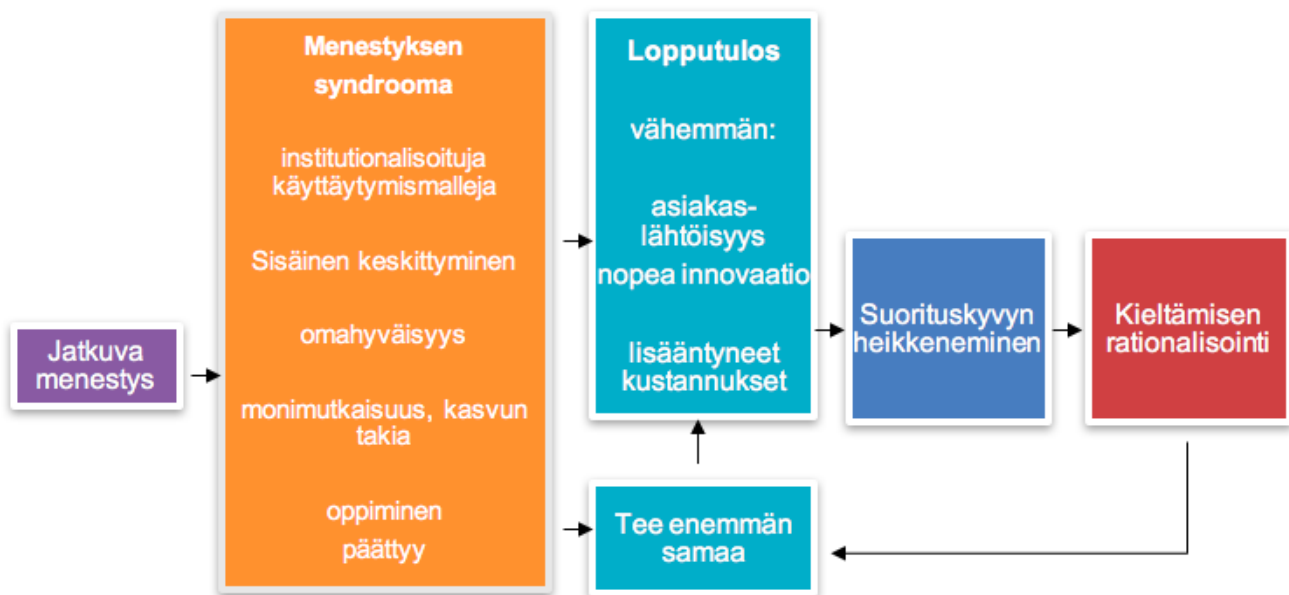 Jatkuva
menestys
Menestyksen
syndrooma
institutionalisoituja
käyttäytymismalleja
Sisäinen keskittyminen
omahyväisyys
monimutkaisuus, kasvun
takia
oppiminen
päättyy
Lopputulos
vähemmän:
asiakas-
lähtöisyys
nopea innovaatio
lisääntyneet
kustannukset
Tee enemmän
samaa
Suorituskyvyn
heikkeneminen
Kieltämisen
rationalisointi